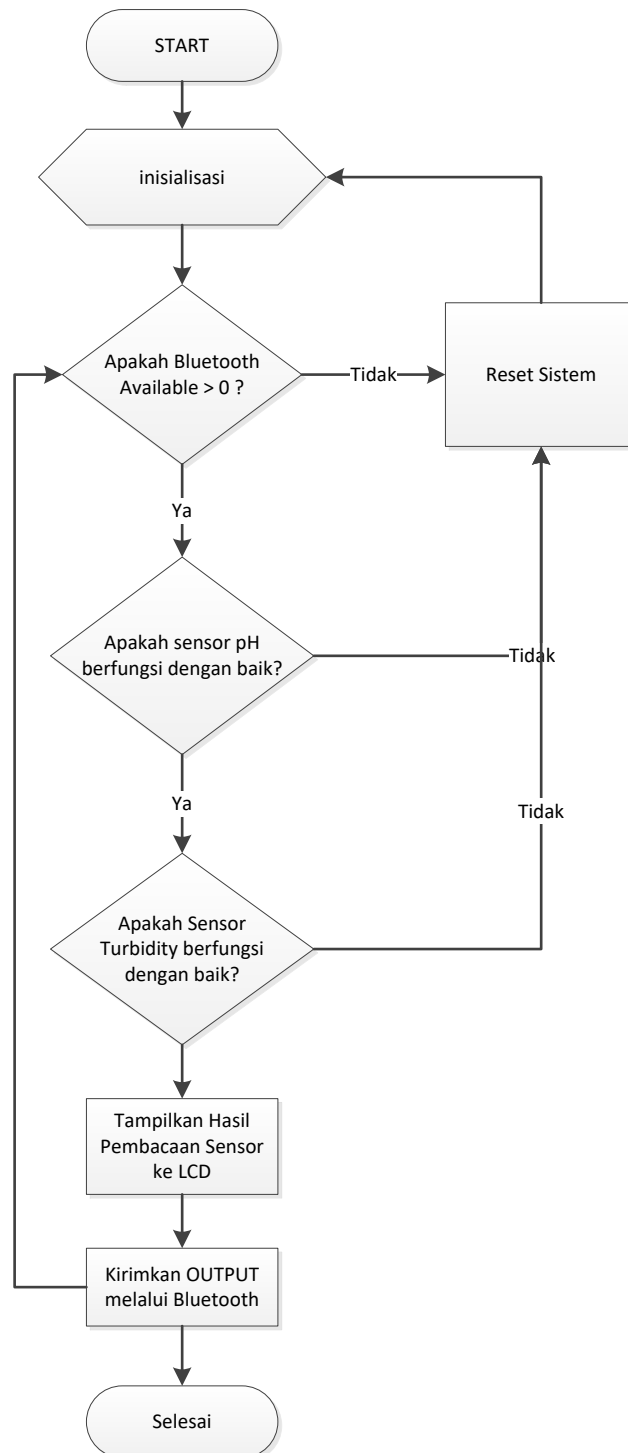 START
inisialisasi
Apakah Bluetooth
Available > 0 ?
Tidak
Reset Sistem
Ya
Apakah sensor pH
berfungsi dengan baik?
Tidak
Ya
Tidak
Apakah Sensor
Turbidity berfungsi
dengan baik?
Tampilkan Hasil
Pembacaan Sensor
ke LCD
Kirimkan OUTPUT
melalui Bluetooth
Selesai